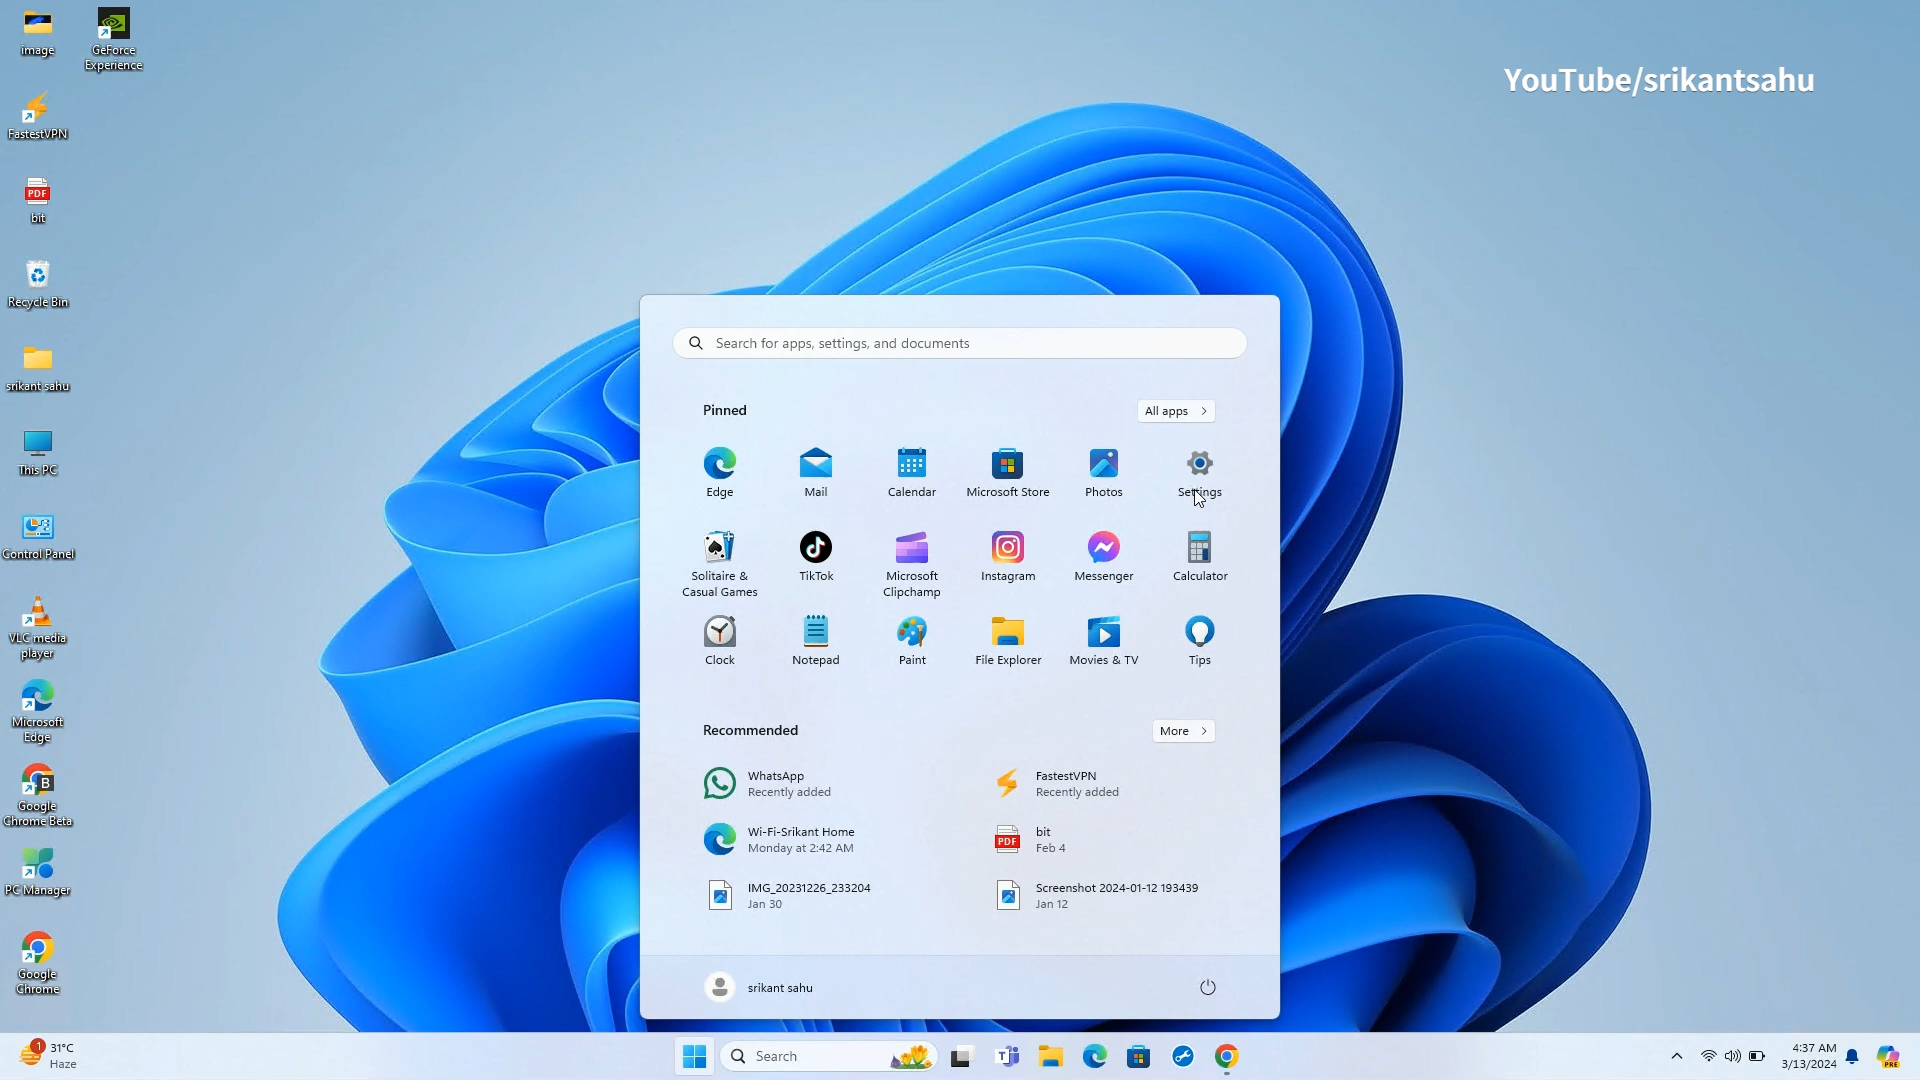 image
GeForce
Experience
YouTube/srikantsahu
FastestVPN
PDF
bit
Recycle Bin
srikant sahu
This PC
Control Panel
VLC media
player
Microsoft
Edge
B
Google
Chrome Beta
PC Manager
Google
Chrome
Search for apps, settings, and documents
Pinned
All apps
Edge
Mail
Calendar
Microsoft Store
Photos
Settings
Solitaire &
Casual Games
TikTok
Microsoft
Clipchamp
Instagram
Messenger
Calculator
Clock
Notepad
Paint
File Explorer
Movies & TV
Tips
Recommended
More
WhatsApp
Recently added
FastestVPN
Recently added
Wi-Fi-Srikant Home
Monday at 2:42 AM
PDF
bit
Feb 4
IMG_20231226_233204
Jan 30
Screenshot 2024-01-12 193439
Jan 12
srikant sahu
1
31°C
Haze
Search
T
4:37 AM
3/13/2024
PRE